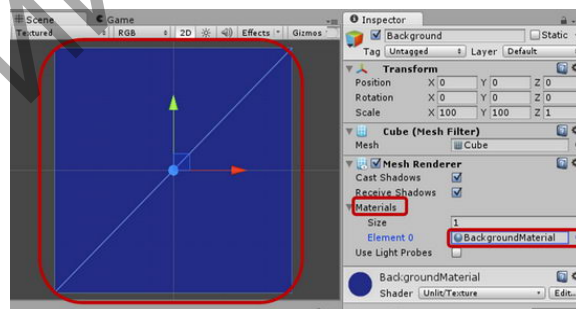 Scene Game
Textured RGB 2D Effects Gizmos
Inspector
Background Static
Tag Untagged Layer Default
Transform
Position X 0 Y 0 Z 0
Rotation X 0 Y 0 Z 0
Scale X 100 Y 100 Z 1
Cube (Mesh Filter)
Mesh Cube
Mesh Renderer
Cast Shadows
Receive Shadows
Materials
Size 1
Element 0 BackgroundMaterial
Use Light Probes
BackgroundMaterial
Shader Unlit/Texture Edit...